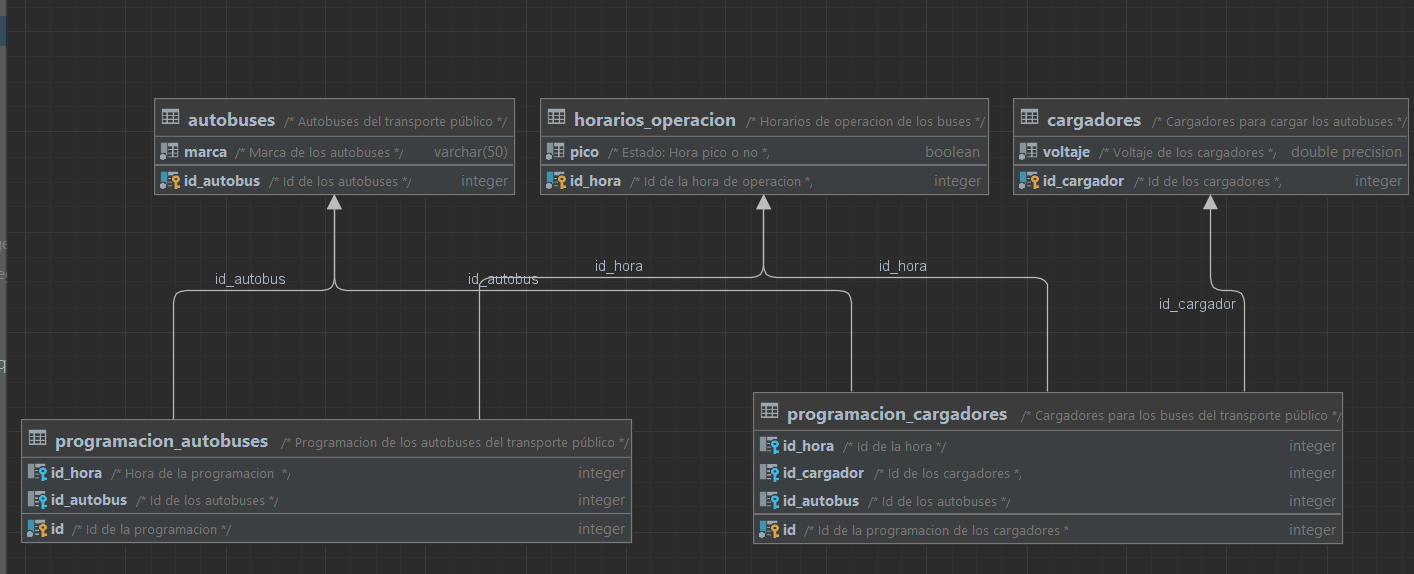 autobuses /* Autobuses del transporte público */
marca /* Marca de los autobuses */ varchar(50)
id_autobus /* Id de los autobuses */ integer
horarios_operacion /* Horarios de operacion de los buses */
pico /* Estado: Hora pico o no */ boolean
id_hora /* Id de la hora de operacion */ integer
cargadores /* Cargadores para cargar los autobuses */
voltaje /* Voltaje de los cargadores */ double precision
id_cargador /* Id de los cargadores */ integer
id_autobus
id_autobus
id_hora
id_hora
id_cargador
programacion_autobuses /* Programacion de los autobuses del transporte público */
id_hora /* Hora de la programacion */ integer
id_autobus /* Id de los autobuses */ integer
id /* Id de la programacion */ integer
programacion_cargadores /* Cargadores para los buses del transporte público */
id_hora /* Id de la hora */ integer
id_cargador /* Id de los cargadores */ integer
id_autobus /* Id de los autobuses */ integer
id /* Id de la programacion de los cargadores * integer